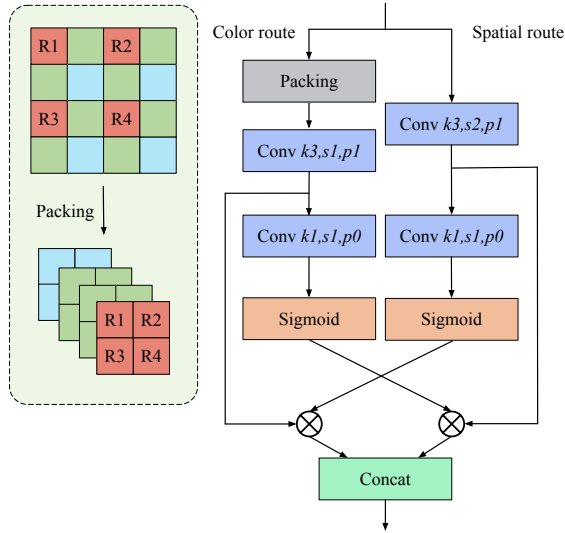 R1 R2
R3 R4
Packing
R1 R2
R3 R4
Color route
Spatial route
Packing
Conv k3,s1,p1
Conv k3,s2,p1
Conv k1,s1,p0
Conv k1,s1,p0
Sigmoid
Sigmoid
Concat